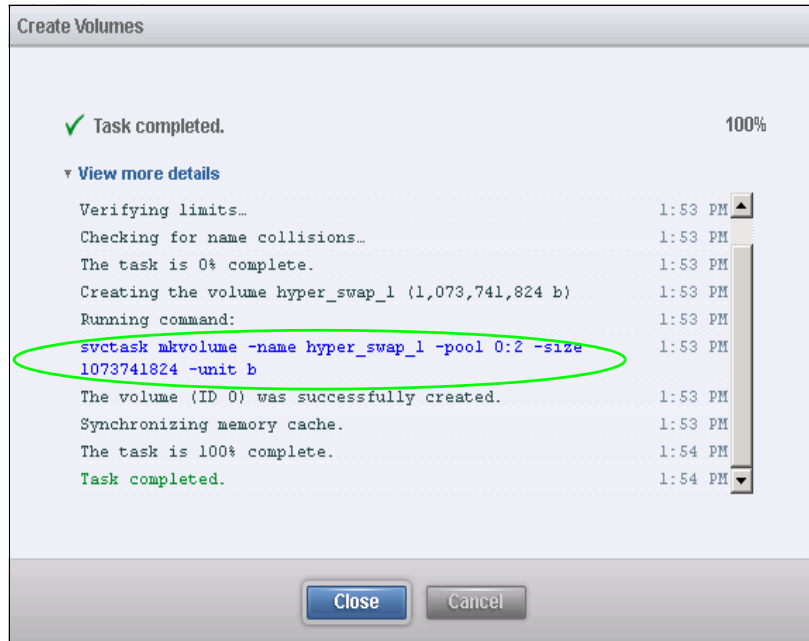 Create Volumes
Task completed.
100%
View more details
Verifying limits… 1:53 PM
Checking for name collisions… 1:53 PM
The task is 0% complete. 1:53 PM
Creating the volume hyper_swap_1 (1,073,741,824 b) 1:53 PM
Running command: 1:53 PM
svctask mkvolume -name hyper_swap_1 -pool 0:2 -size 1:53 PM
1073741824 -unit b
The volume (ID 0) was successfully created. 1:53 PM
Synchronizing memory cache. 1:53 PM
The task is 100% complete. 1:54 PM
Task completed. 1:54 PM
Close
Cancel